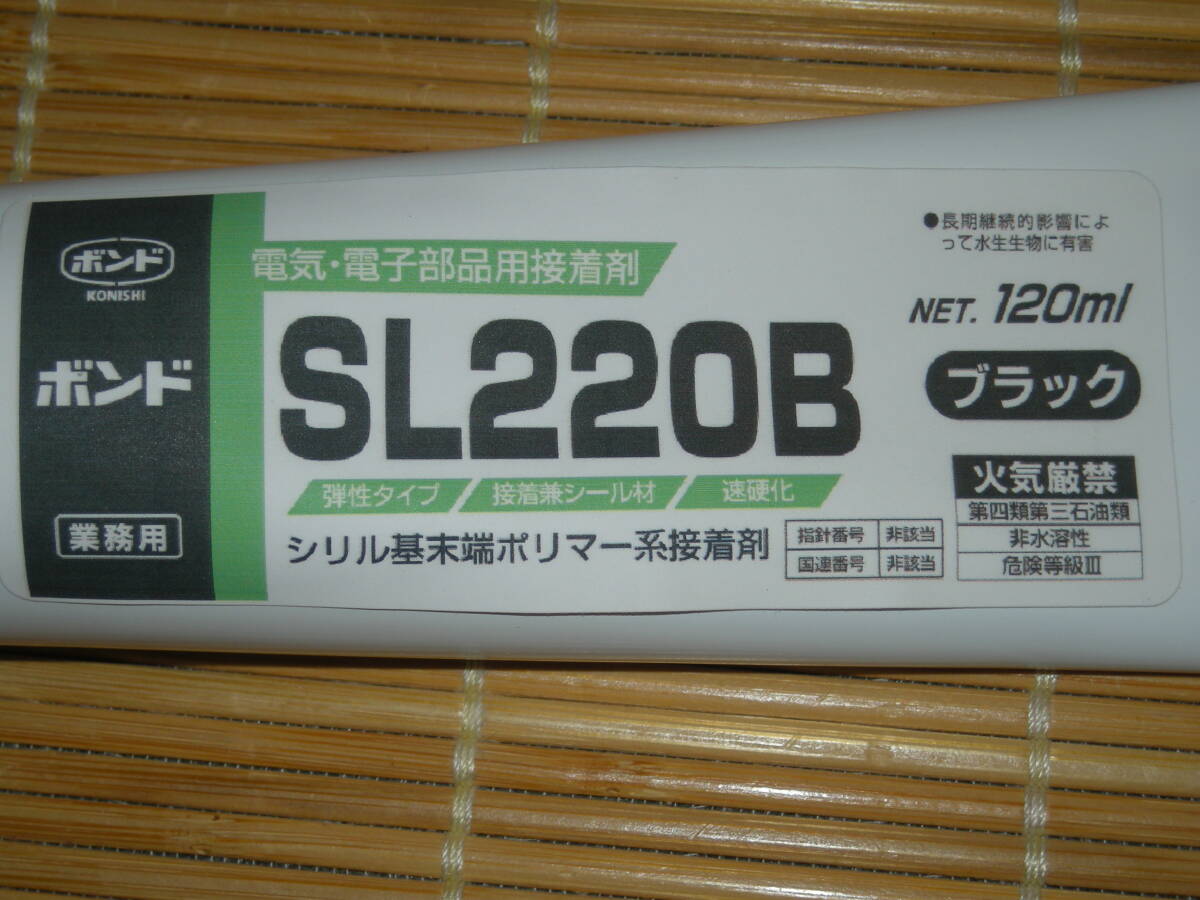 ボンド
KONISHI
ボンド
業務用
電気・電子部品用接着剤
SL220B
弾性タイプ 接着兼シール材 速硬化
シリル基末端ポリマー系接着剤
指針番号 非該当
国連番号 非該当
●長期継続的影響によ
って水生生物に有害
NET. 120ml
ブラック
火気厳禁
第四類第三石油類
非水溶性
危険等級Ⅲ